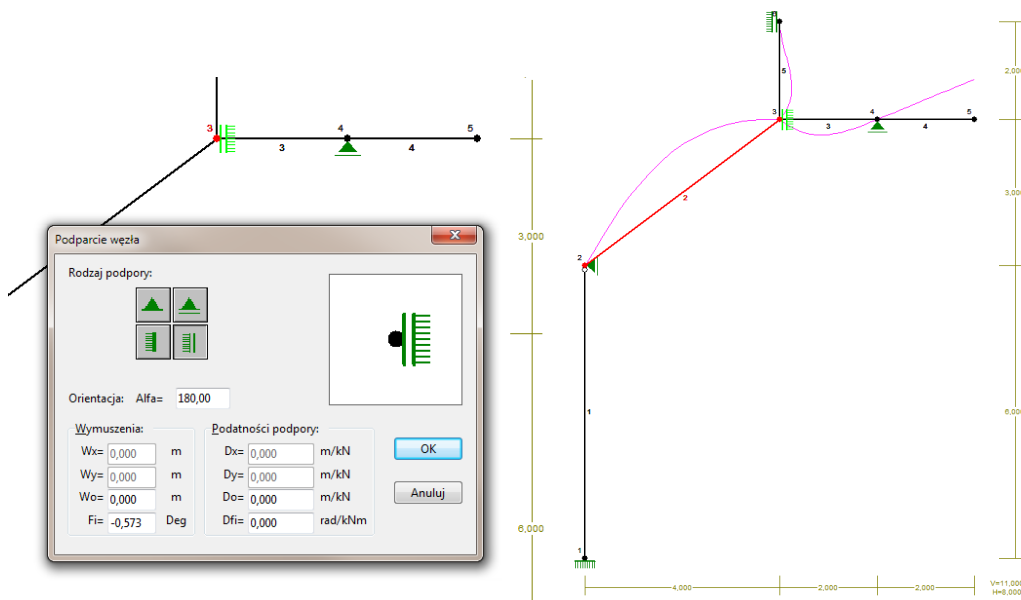 3
4
5
3
4
3,000
6,000
Podparcie węzła
Rodzaj podpory:
Orientacja: Alfa= 180,00
Wymuszenia:
Wx= 0,000 m
Wy= 0,000 m
Wo= 0,000 m
Fi= -0,573 Deg
Podatności podpory:
Dx= 0,000 m/kN
Dy= 0,000 m/kN
Do= 0,000 m/kN
Dfi= 0,000 rad/kNm
OK
Anuluj
5
2,000
3
4
5
3
4
2
3,000
2
1
6,000
1
4,000
2,000
2,000
V=11,000
H=8,000